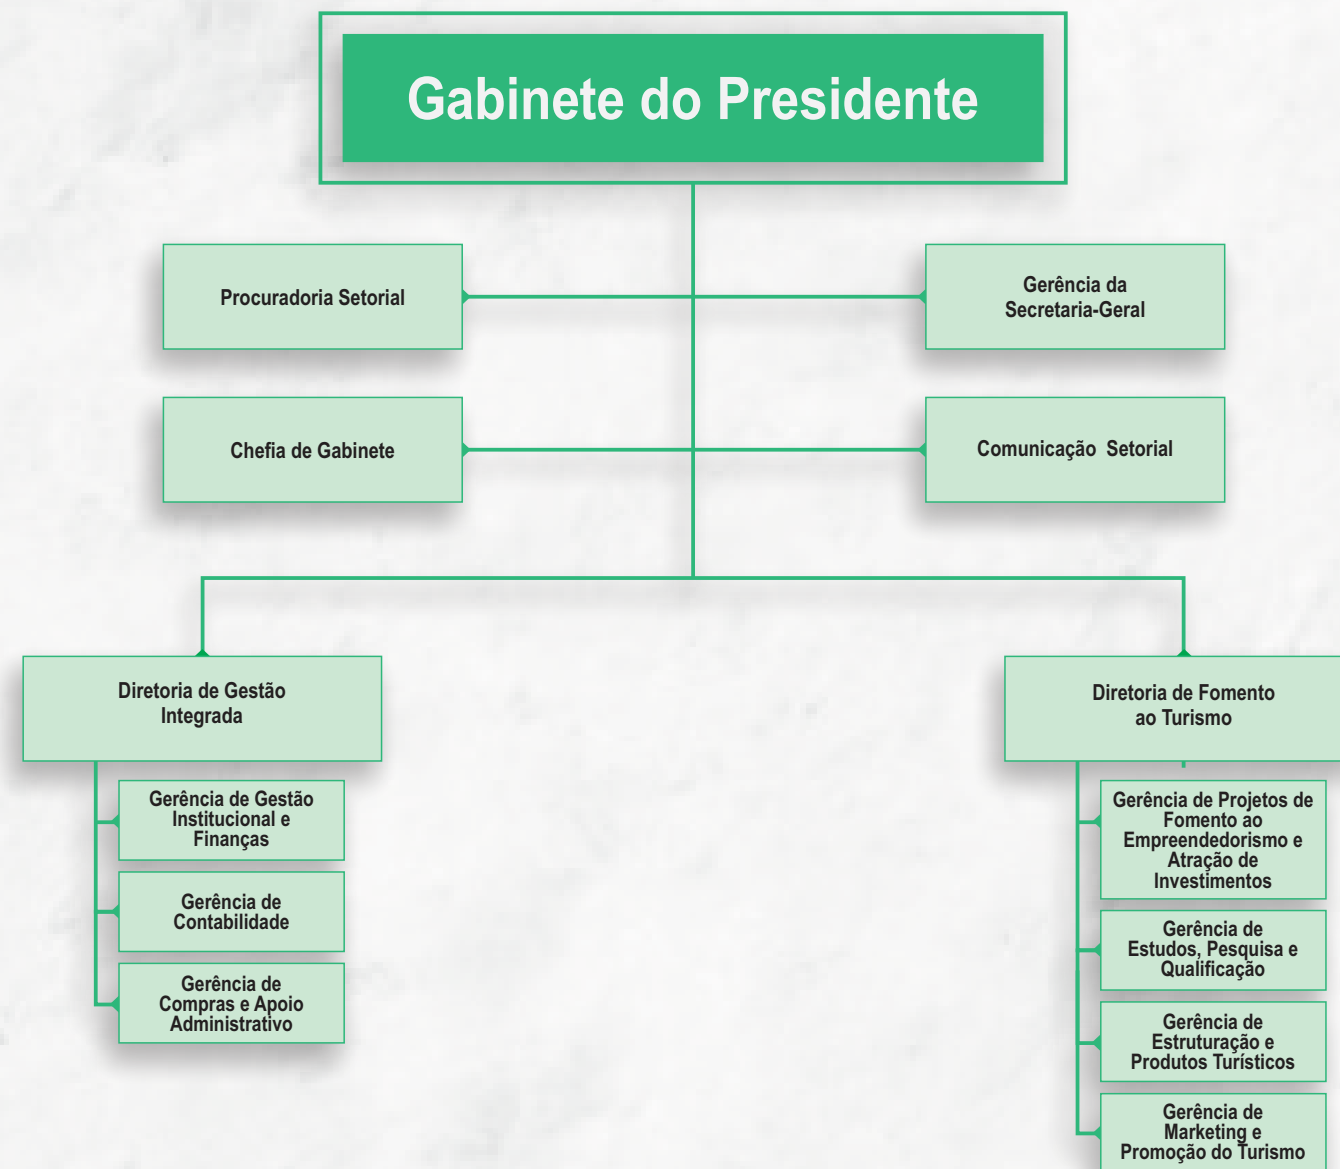 Gabinete do Presidente
Procuradoria Setorial
Gerência da
Secretaria-Geral
Chefia de Gabinete
Comunicação Setorial
Diretoria de Gestão
Integrada
Gerência de Gestão
Institucional e
Finanças
Gerência de
Contabilidade
Gerência de
Compras e Apoio
Administrativo
Diretoria de Fomento
ao Turismo
Gerência de Projetos de
Fomento ao
Empreendedorismo e
Atração de
Investimentos
Gerência de
Estudos, Pesquisa e
Qualificação
Gerência de
Estruturação e
Produtos Turísticos
Gerência de
Marketing e
Promoção do Turismo